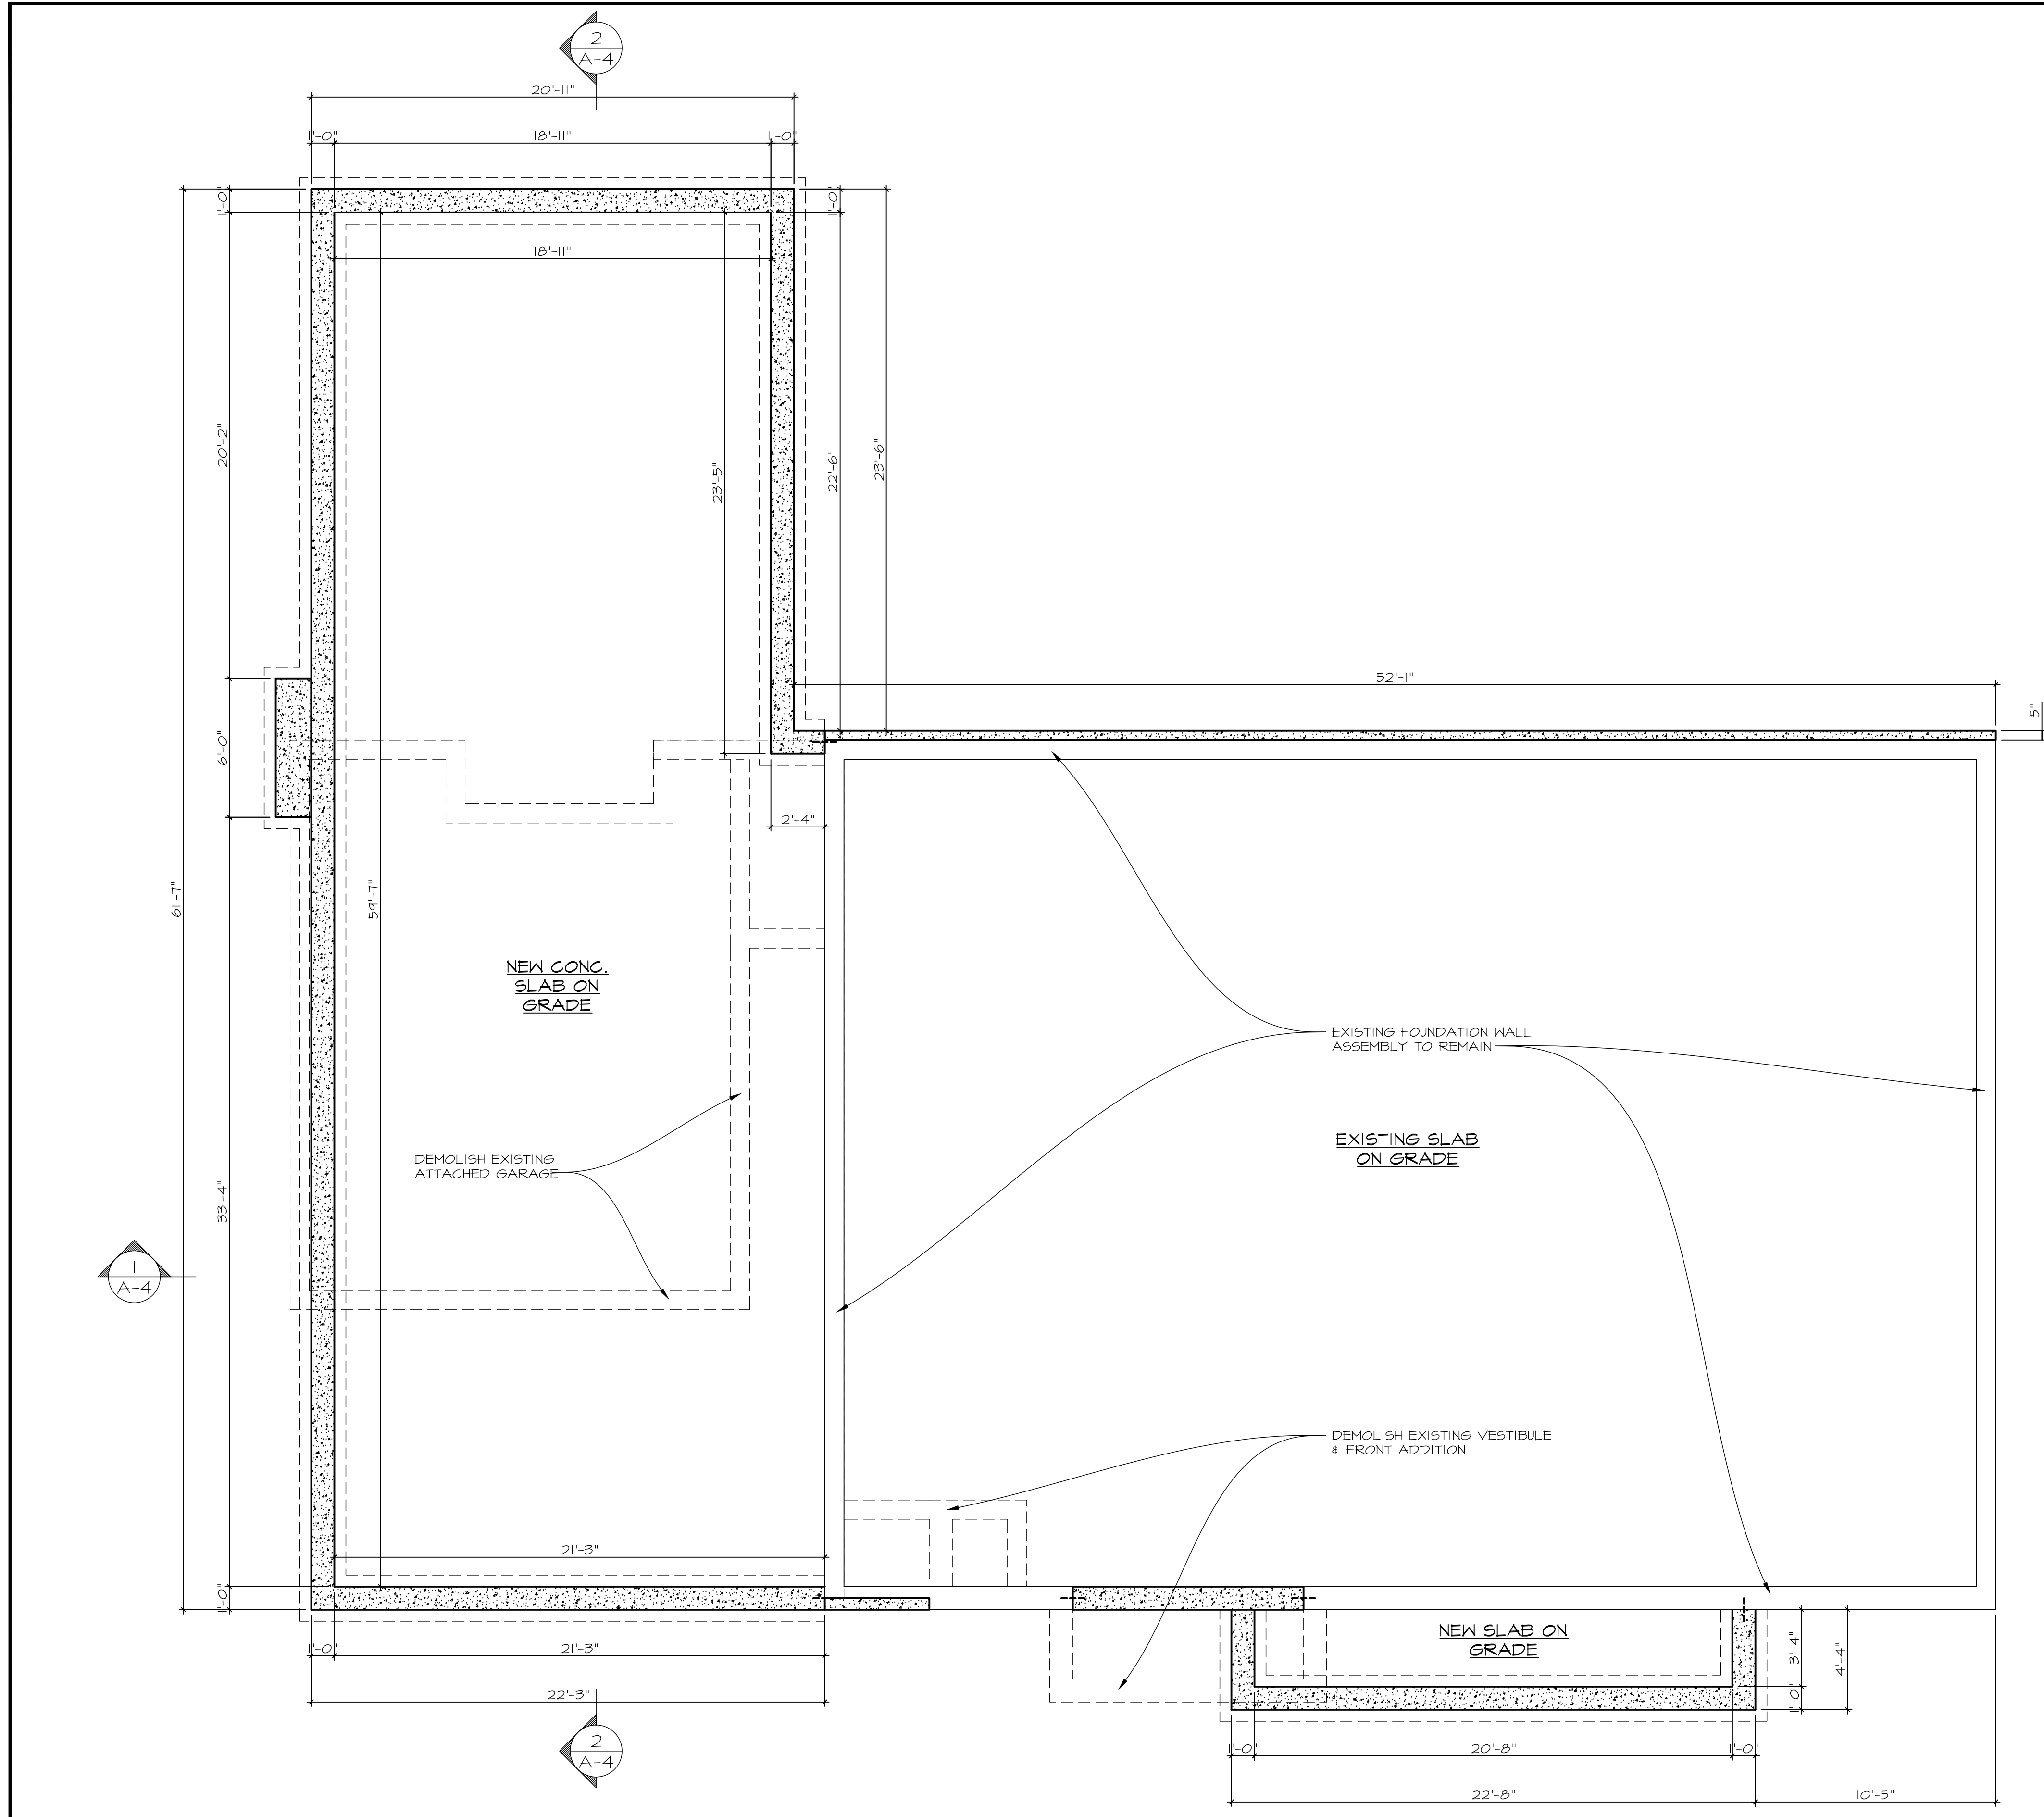 2
A-4
20'-11"
1'-0"
18'-11"
1'-0"
1'-0"
1'-0"
18'-11"
20'-2"
23'-5"
22'-6"
23'-6"
52'-1"
5"
6'-0"
2'-4"
61'-7"
59'-7"
NEW CONC.
SLAB ON
GRADE
EXISTING FOUNDATION WALL
ASSEMBLY TO REMAIN
EXISTING SLAB
ON GRADE
DEMOLISH EXISTING
ATTACHED GARAGE
33'-4"
1
A-4
DEMOLISH EXISTING VESTIBULE
& FRONT ADDITION
21'-3"
1'-0"
NEW SLAB ON
GRADE
3'-4"
4'-4"
1'-0"
21'-3"
22'-3"
1'-0"
2
A-4
1'-0"
20'-8"
1'-0"
22'-8"
10'-5"